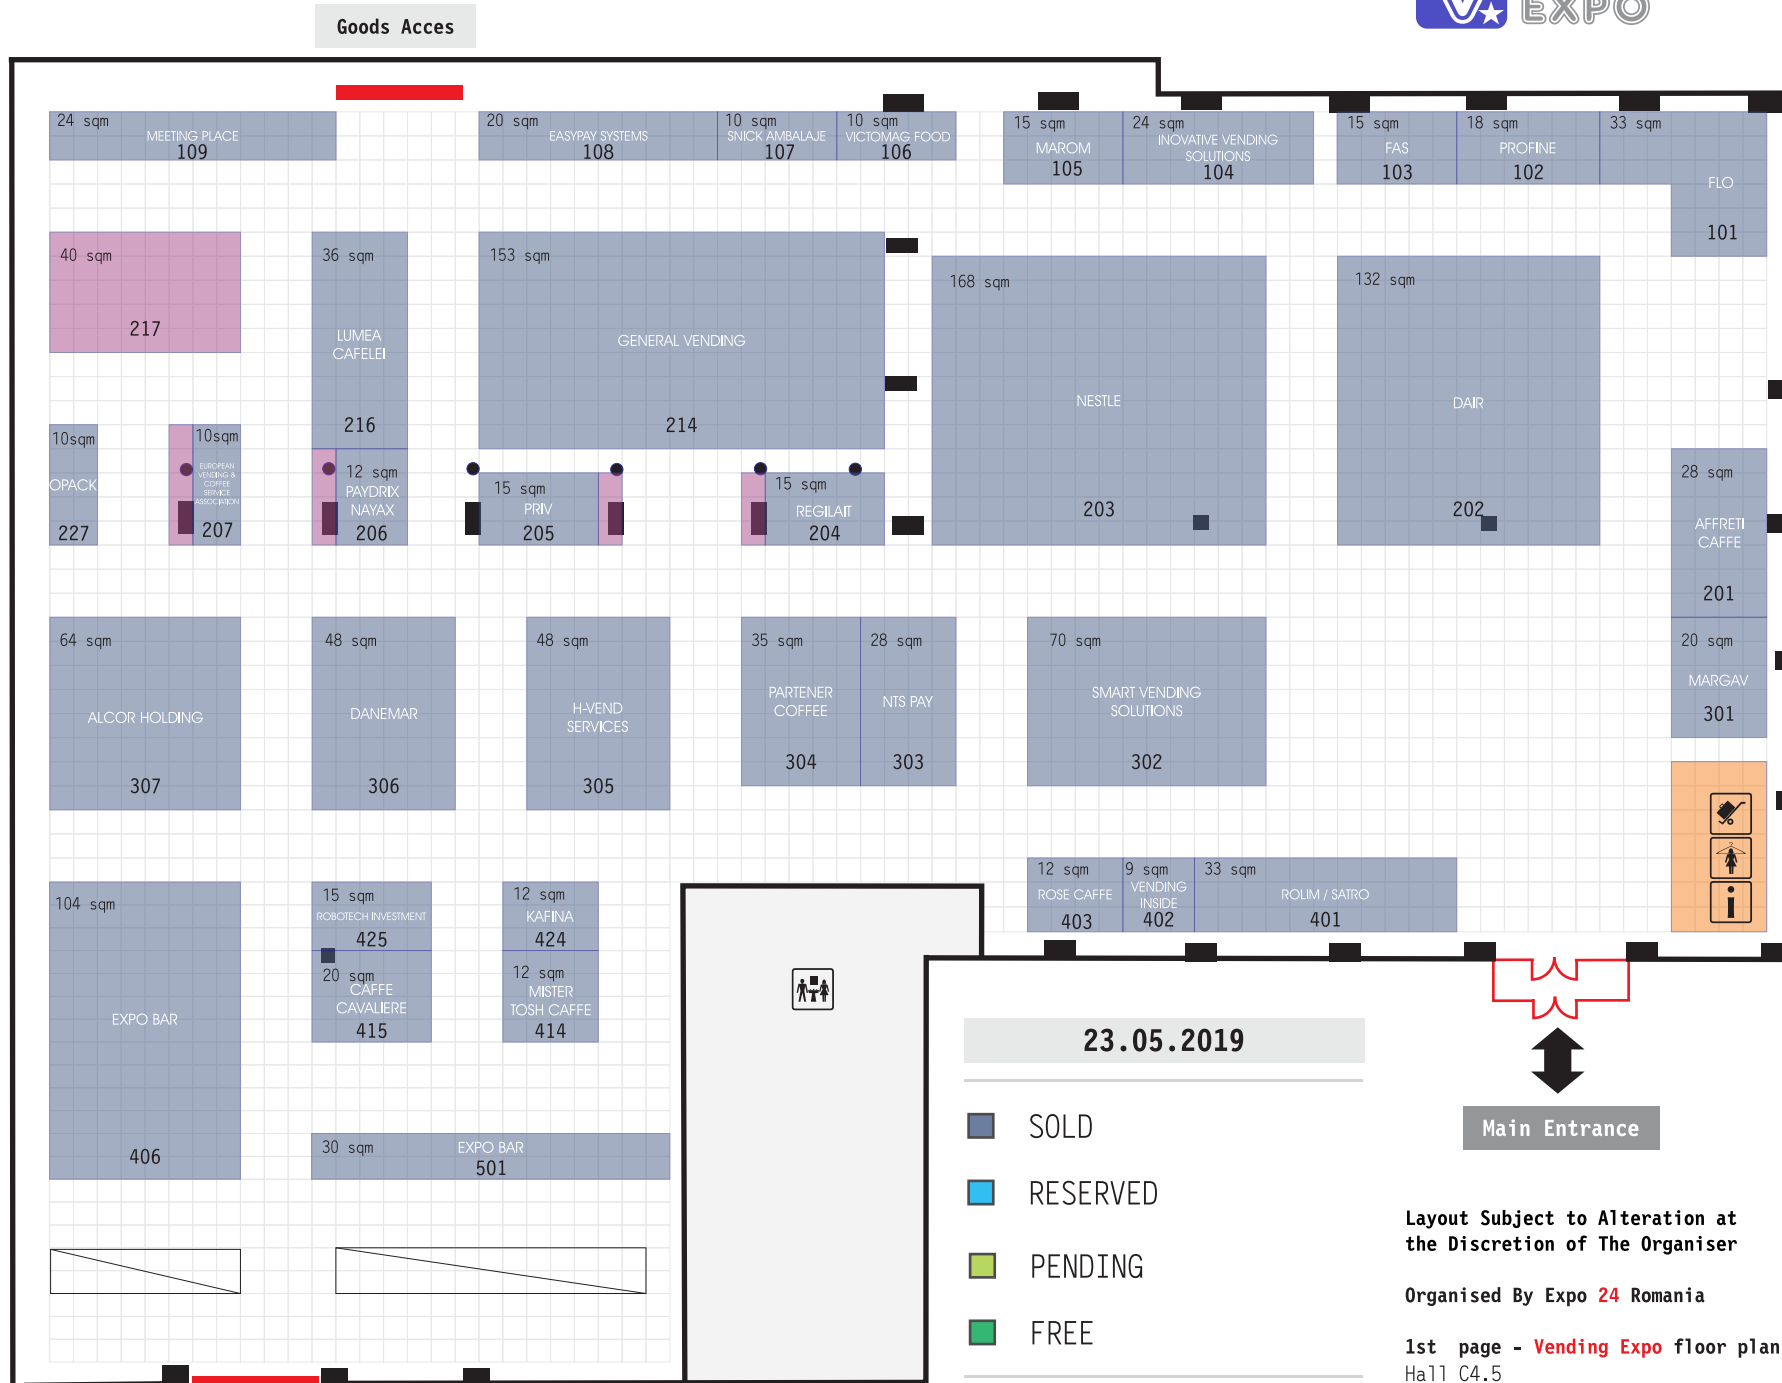 EXPO
Goods Acces
24 sqm
MEETING PLACE
109
20 sqm
EASYPAY SYSTEMS
108
10 sqm
SNICK AMBALAJE
107
10 sqm
VICTOMAG FOOD
106
15 sqm
MAROM
105
24 sqm
INOVATIVE VENDING
SOLUTIONS
104
15 sqm
FAS
103
18 sqm
PROFINE
102
33 sqm
FLO
101
40 sqm
217
36 sqm
LUMEA
CAFELEI
216
153 sqm
GENERAL VENDING
214
168 sqm
NESTLE
203
132 sqm
DAIR
202
10sqm
OPACK
227
10sqm
EUROPEAN
VENDING &
COFFEE
SERVICE
ASSOCIATION
207
12 sqm
PAYDRIX
NAYAX
206
15 sqm
PRIV
205
15 sqm
REGILAIT
204
28 sqm
AFFRETI
CAFFE
201
64 sqm
ALCOR HOLDING
307
48 sqm
DANEMAR
306
48 sqm
H-VEND
SERVICES
305
35 sqm
PARTENER
COFFEE
304
28 sqm
NTS PAY
303
70 sqm
SMART VENDING
SOLUTIONS
302
20 sqm
MARGAV
301
12 sqm
ROSE CAFFE
403
9 sqm
VENDING
INSIDE
402
33 sqm
ROLIM / SATRO
401
104 sqm
EXPO BAR
406
15 sqm
ROBOTECH INVESTMENT
425
20 sqm
CAFFE
CAVALIERE
415
12 sqm
KAFINA
424
12 sqm
MISTER
TOSH CAFFE
414
30 sqm
EXPO BAR
501
23.05.2019
SOLD
RESERVED
PENDING
FREE
Main Entrance
Layout Subject to Alteration at
the Discretion of The Organiser
Organised By Expo 24 Romania
1st page - Vending Expo floor plan
Hall C4.5